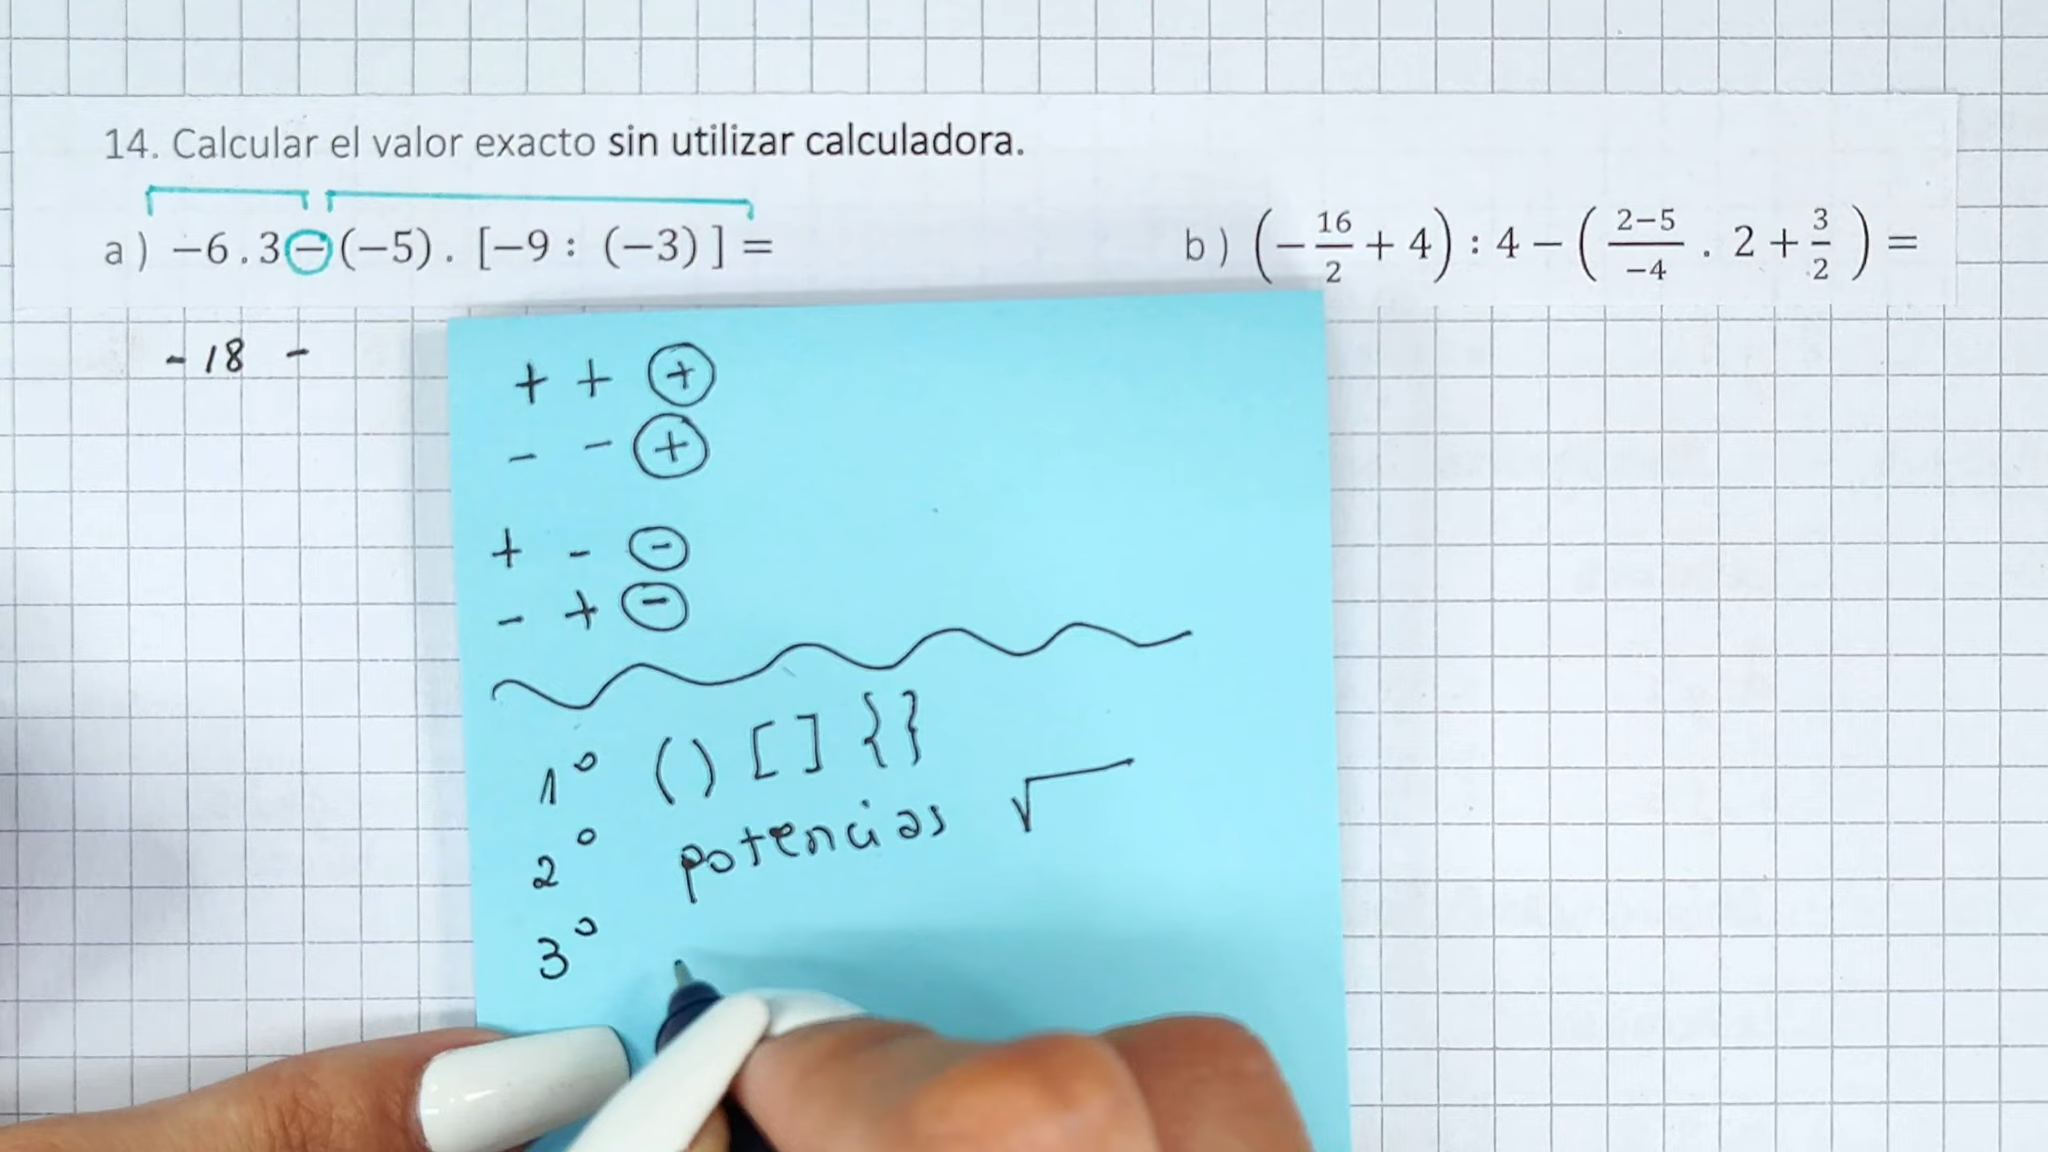 14. Calcular el valor exacto sin utilizar calculadora.
a) −6 . 3 − (−5) . [−9 : (−3) ] =
b) (− 16/2 + 4) : 4 − ( 2−5/−4 . 2 + 3/2 ) =
- 18 -
+ + +
- - +
+ - -
- + -
1° () [] {}
2° potencias √
3°